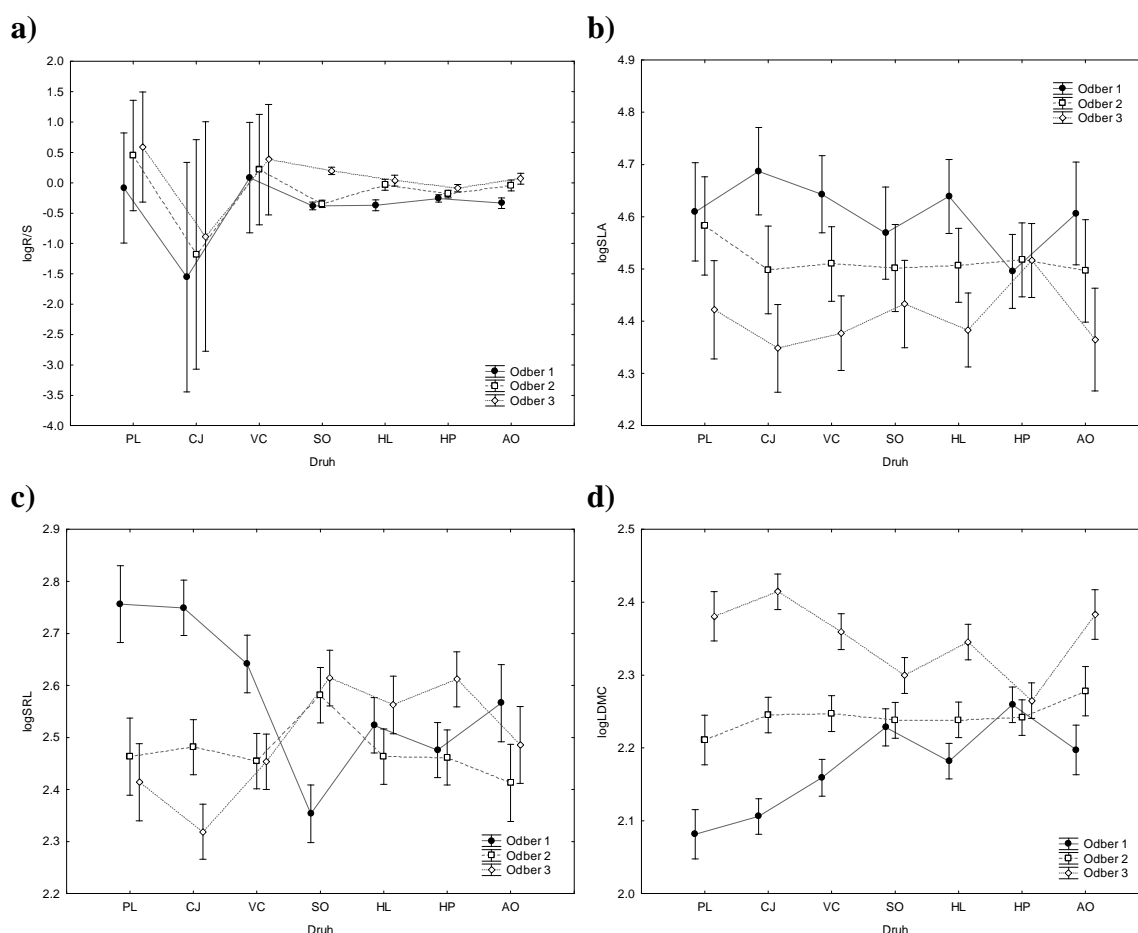 a)
2.0
1.5
1.0
0.5
0.0
-0.5
-1.0
-1.5
-2.0
-2.5
-3.0
-3.5
-4.0
logR/S
Odber 1
Odber 2
Odber 3
PL CJ VC SO HL HP AO
Druh
b)
4.9
4.8
4.7
4.6
4.5
4.4
4.3
4.2
logSLA
Odber 1
Odber 2
Odber 3
PL CJ VC SO HL HP AO
Druh
c)
2.9
2.8
2.7
2.6
2.5
2.4
2.3
2.2
logSRL
Odber 1
Odber 2
Odber 3
PL CJ VC SO HL HP AO
Druh
d)
2.5
2.4
2.3
2.2
2.1
2.0
logLDMC
Odber 1
Odber 2
Odber 3
PL CJ VC SO HL HP AO
Druh